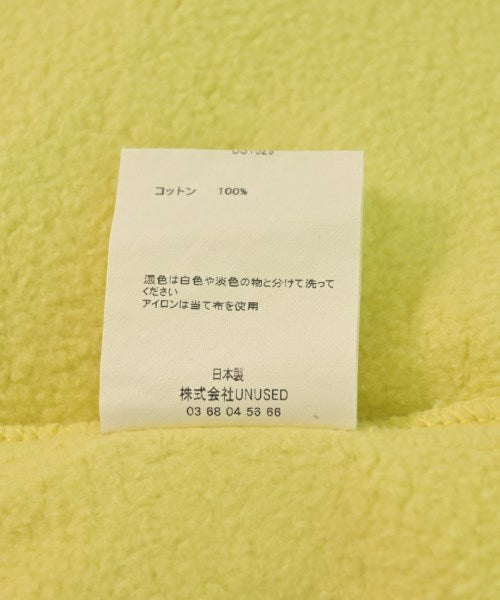 コットン 100%
濃色は白色や淡色の物と分けて洗って
ください
アイロンは当て布を使用
日本製
株式会社UNUSED
03 68 04 56 66